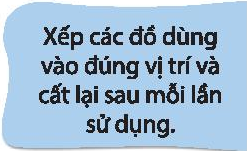 Xếp các đồ dùng
vào đúng vị trí và
cất lại sau mỗi lần
sử dụng.